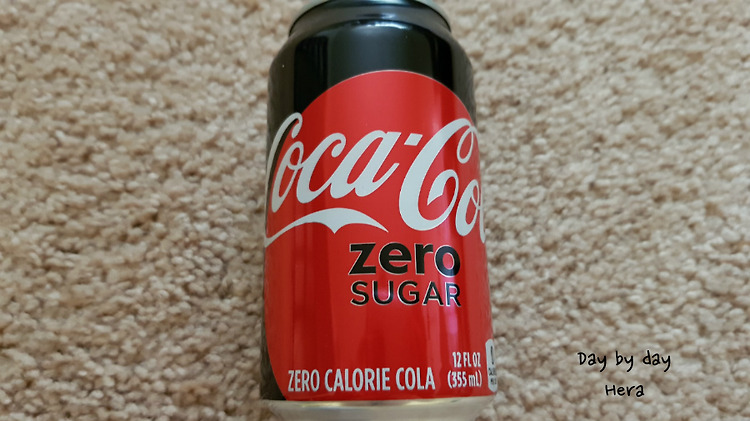 Coca-Co
zero
SUGAR
ZERO CALORIE COLA
12 FL OZ
(355 mL)
Day by day
Hera